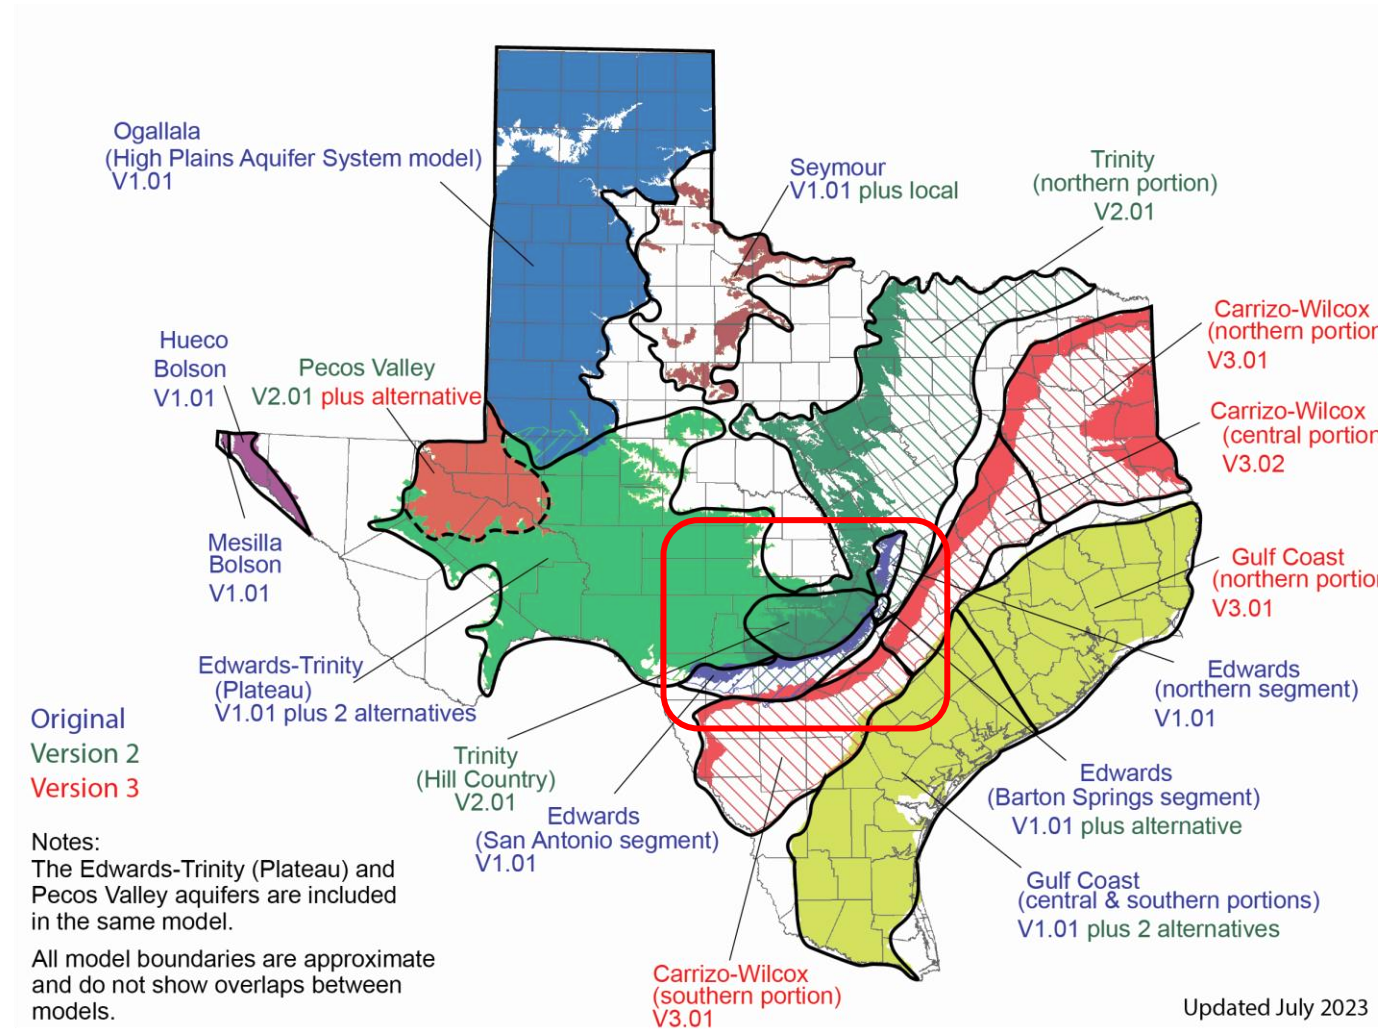 Ogallala
(High Plains Aquifer System model)
V1.01
Seymour
V1.01 plus local
Trinity
(northern portion)
V2.01
Hueco
Bolson
V1.01
Pecos Valley
V2.01 plus alternative
Carrizo-Wilcox
(northern portion
V3.01
Carrizo-Wilcox
(central portion
V3.02
Mesilla
Bolson
V1.01
Gulf Coast
(northern portion
V3.01
Edwards-Trinity
(Plateau)
V1.01 plus 2 alternatives
Edwards
(northern segment)
V1.01
Original
Version 2
Version 3
Trinity
(Hill Country)
V2.01
Edwards
(San Antonio segment)
V1.01
Edwards
(Barton Springs segment)
V1.01 plus alternative
Gulf Coast
(central & southern portions)
V1.01 plus 2 alternatives
Notes:
The Edwards-Trinity (Plateau) and
Pecos Valley aquifers are included
in the same model.
All model boundaries are approximate
and do not show overlaps between
models.
Carrizo-Wilcox
(southern portion)
V3.01
Updated July 2023